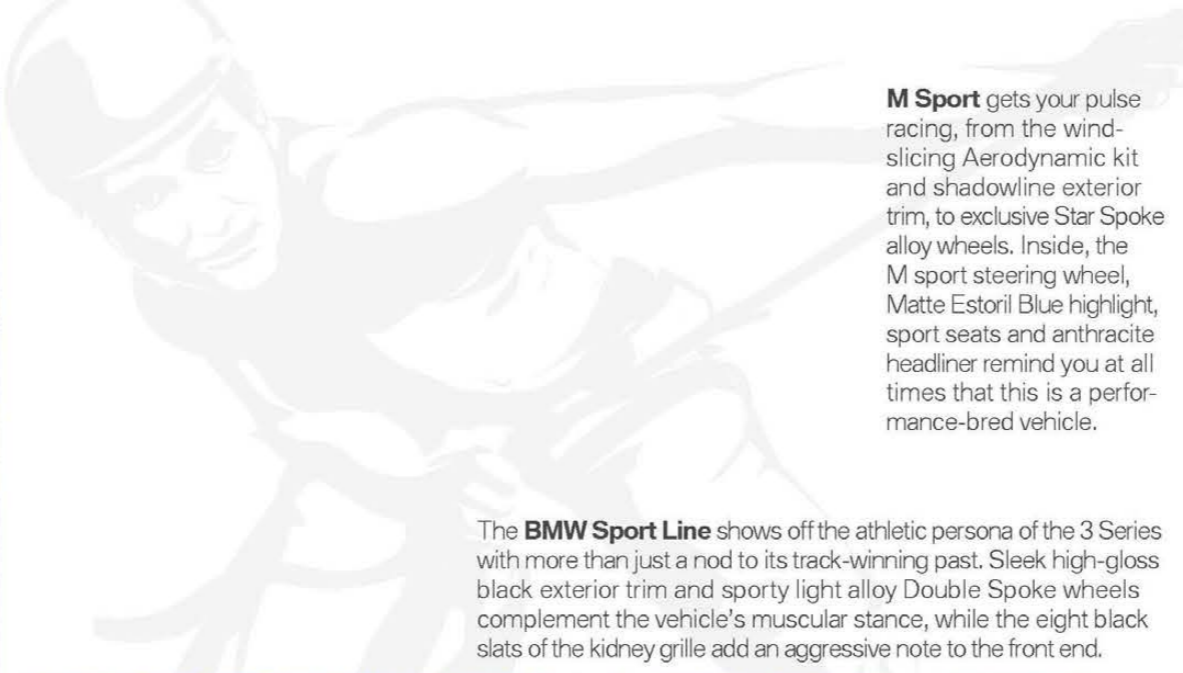 M Sport gets your pulse
racing, from the wind-
slicing Aerodynamic kit
and shadowline exterior
trim, to exclusive Star Spoke
alloy wheels. Inside, the
M sport steering wheel,
Matte Estoril Blue highlight,
sport seats and anthracite
headliner remind you at all
times that this is a perfor-
mance-bred vehicle.
The BMW Sport Line shows off the athletic persona of the 3 Series
with more than just a nod to its track-winning past. Sleek high-gloss
black exterior trim and sporty light alloy Double Spoke wheels
complement the vehicle's muscular stance, while the eight black
slats of the kidney grille add an aggressive note to the front end.